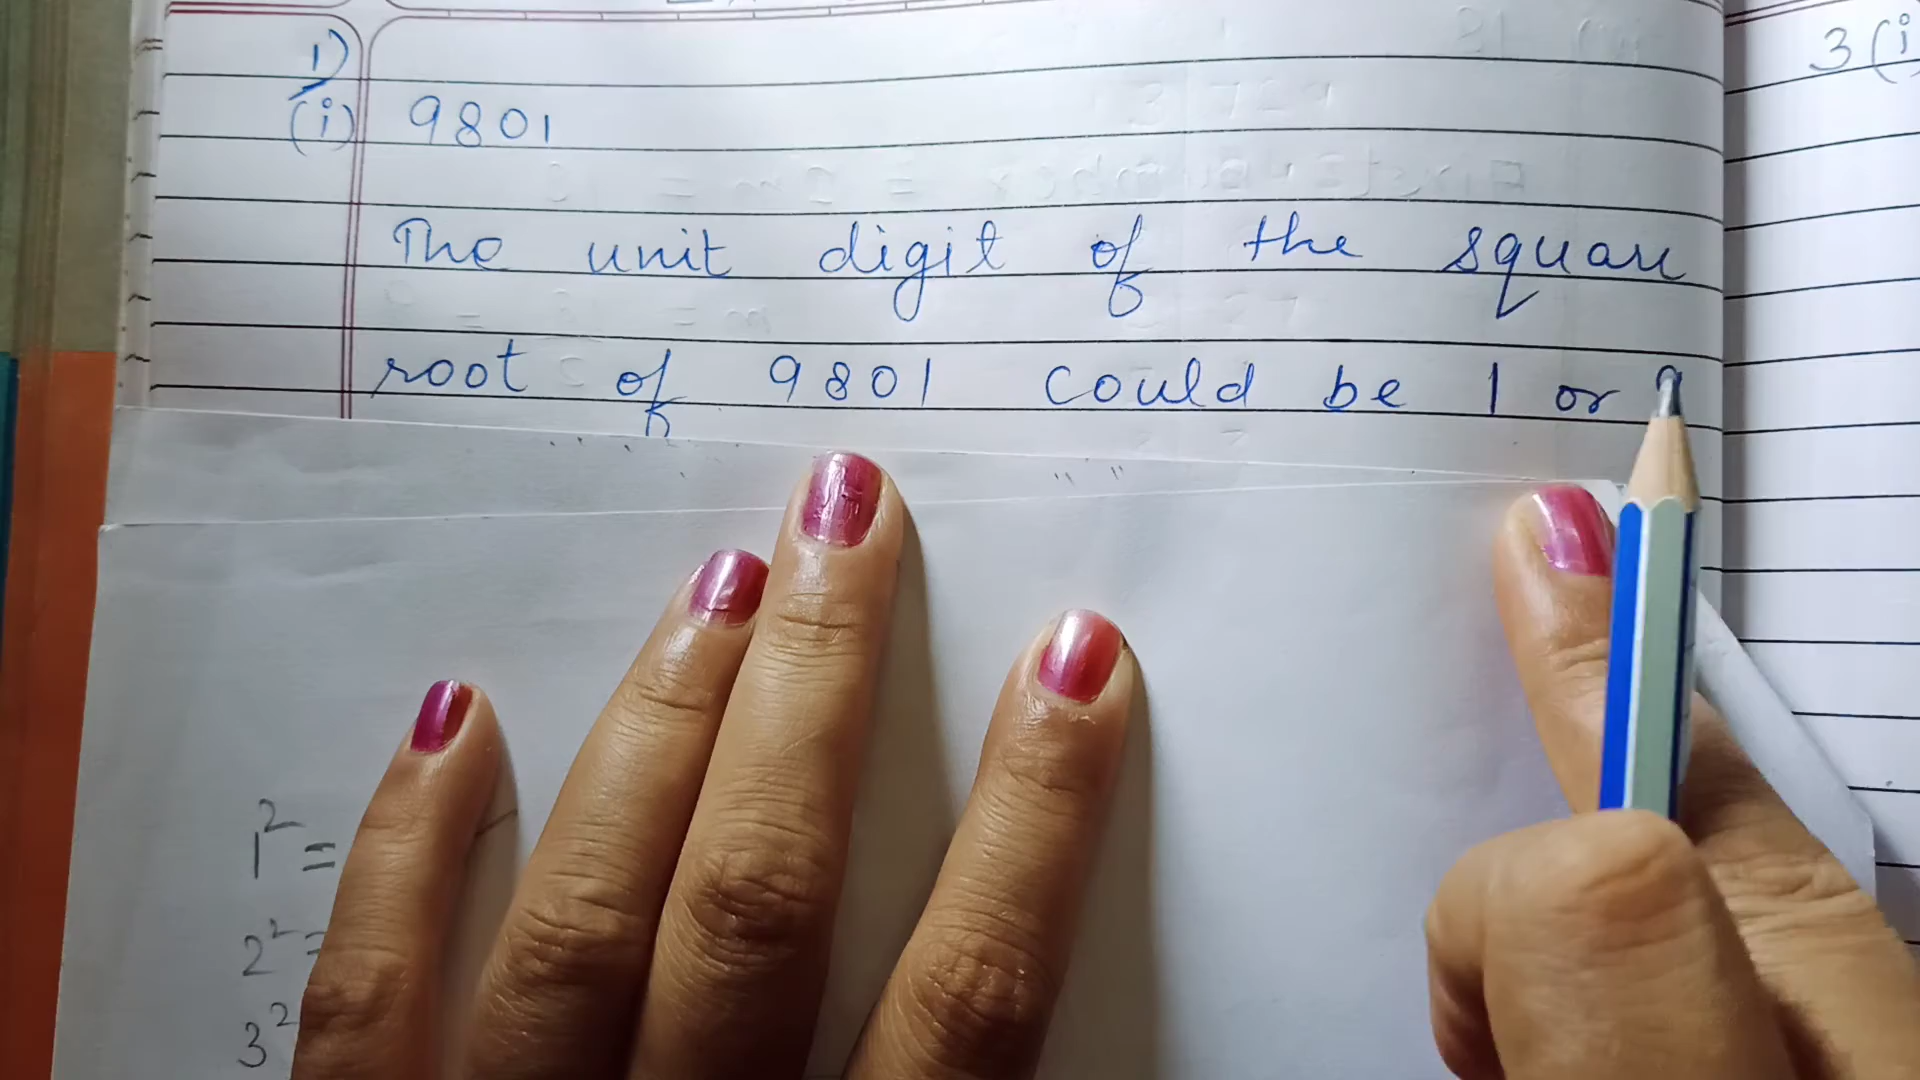 1)
(i) 9801
The unit digit of the square
root of 9801 could be 1 or 9
1² =
2² =
3²
3 (i